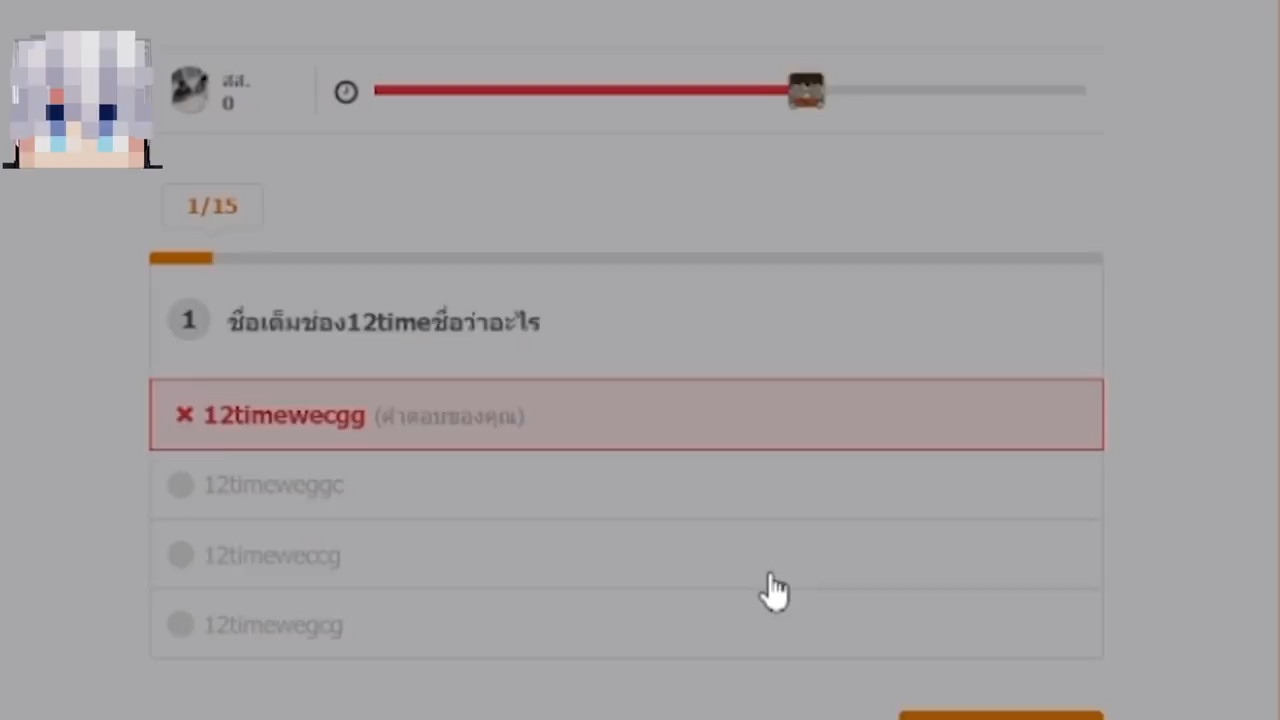 สส.
0
1/15
1 ชื่อเต็มช่อง12timeชื่อว่าอะไร
✖ 12timewecgg (คำตอบของคุณ)
12timeweggc
12timeweccg
12timewegcg